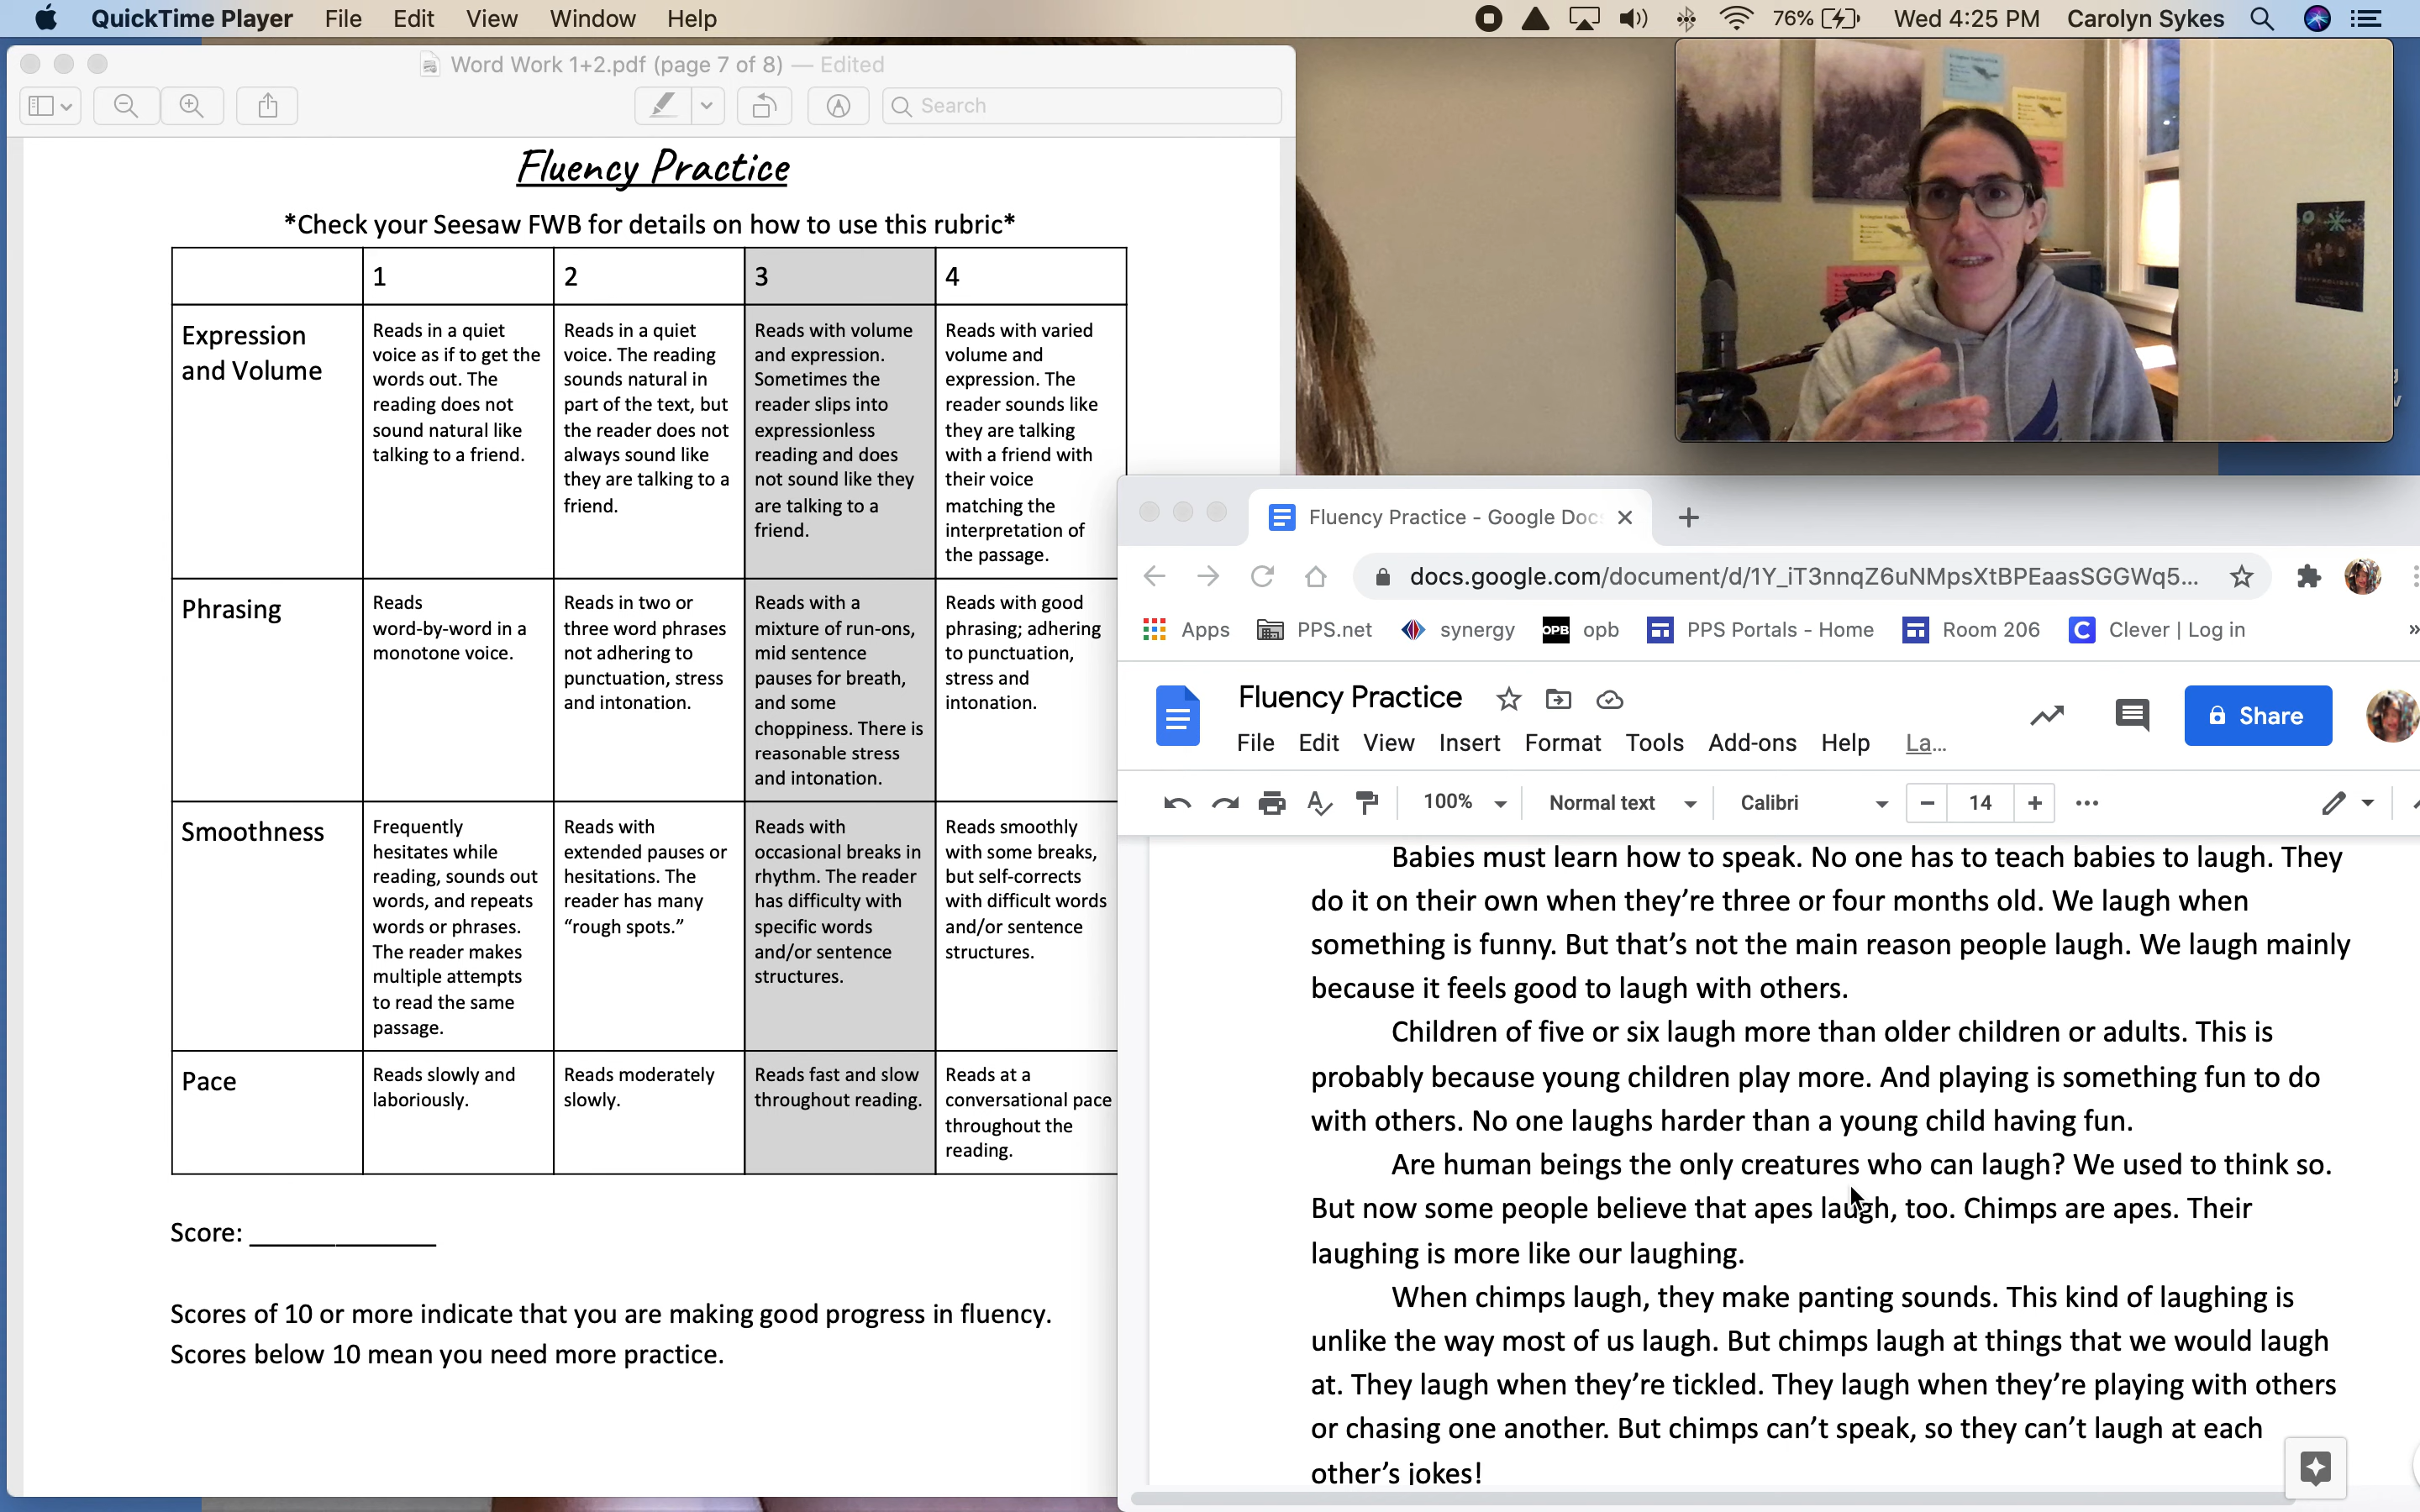 QuickTime Player File Edit View Window Help
76% Wed 4:25 PM Carolyn Sykes
Word Work 1+2.pdf (page 7 of 8) — Edited
Search
Fluency Practice
*Check your Seesaw FWB for details on how to use this rubric*
1 2 3 4
Expression
and Volume
Reads in a quiet
voice as if to get the
words out. The
reading does not
sound natural like
talking to a friend.
Reads in a quiet
voice. The reading
sounds natural in
part of the text, but
the reader does not
always sound like
they are talking to a
friend.
Reads with volume
and expression.
Sometimes the
reader slips into
expressionless
reading and does
not sound like they
are talking to a
friend.
Reads with varied
volume and
expression. The
reader sounds like
they are talking
with a friend with
their voice
matching the
interpretation of
the passage.
Phrasing
Reads
word-by-word in a
monotone voice.
Reads in two or
three word phrases
not adhering to
punctuation, stress
and intonation.
Reads with a
mixture of run-ons,
mid sentence
pauses for breath,
and some
choppiness. There is
reasonable stress
and intonation.
Reads with good
phrasing; adhering
to punctuation,
stress and
intonation.
Smoothness
Frequently
hesitates while
reading, sounds out
words, and repeats
words or phrases.
The reader makes
multiple attempts
to read the same
passage.
Reads with
extended pauses or
hesitations. The
reader has many
“rough spots.”
Reads with
occasional breaks in
rhythm. The reader
has difficulty with
specific words
and/or sentence
structures.
Reads smoothly
with some breaks,
but self-corrects
with difficult words
and/or sentence
structures.
Pace
Reads slowly and
laboriously.
Reads moderately
slowly.
Reads fast and slow
throughout reading.
Reads at a
conversational pace
throughout the
reading.
Score: ______________
Scores of 10 or more indicate that you are making good progress in fluency.
Scores below 10 mean you need more practice.
Fluency Practice - Google Doc
docs.google.com/document/d/1Y_iT3nnqZ6uNMpsXtBPEaasSGGWq5...
Apps PPS.net synergy OPB opb PPS Portals - Home Room 206 C Clever | Log in »
Fluency Practice
Share
File Edit View Insert Format Tools Add-ons Help La...
100% Normal text Calibri 14
Babies must learn how to speak. No one has to teach babies to laugh. They
do it on their own when they’re three or four months old. We laugh when
something is funny. But that’s not the main reason people laugh. We laugh mainly
because it feels good to laugh with others.
Children of five or six laugh more than older children or adults. This is
probably because young children play more. And playing is something fun to do
with others. No one laughs harder than a young child having fun.
Are human beings the only creatures who can laugh? We used to think so.
But now some people believe that apes laugh, too. Chimps are apes. Their
laughing is more like our laughing.
When chimps laugh, they make panting sounds. This kind of laughing is
unlike the way most of us laugh. But chimps laugh at things that we would laugh
at. They laugh when they’re tickled. They laugh when they’re playing with others
or chasing one another. But chimps can’t speak, so they can’t laugh at each
other’s jokes!